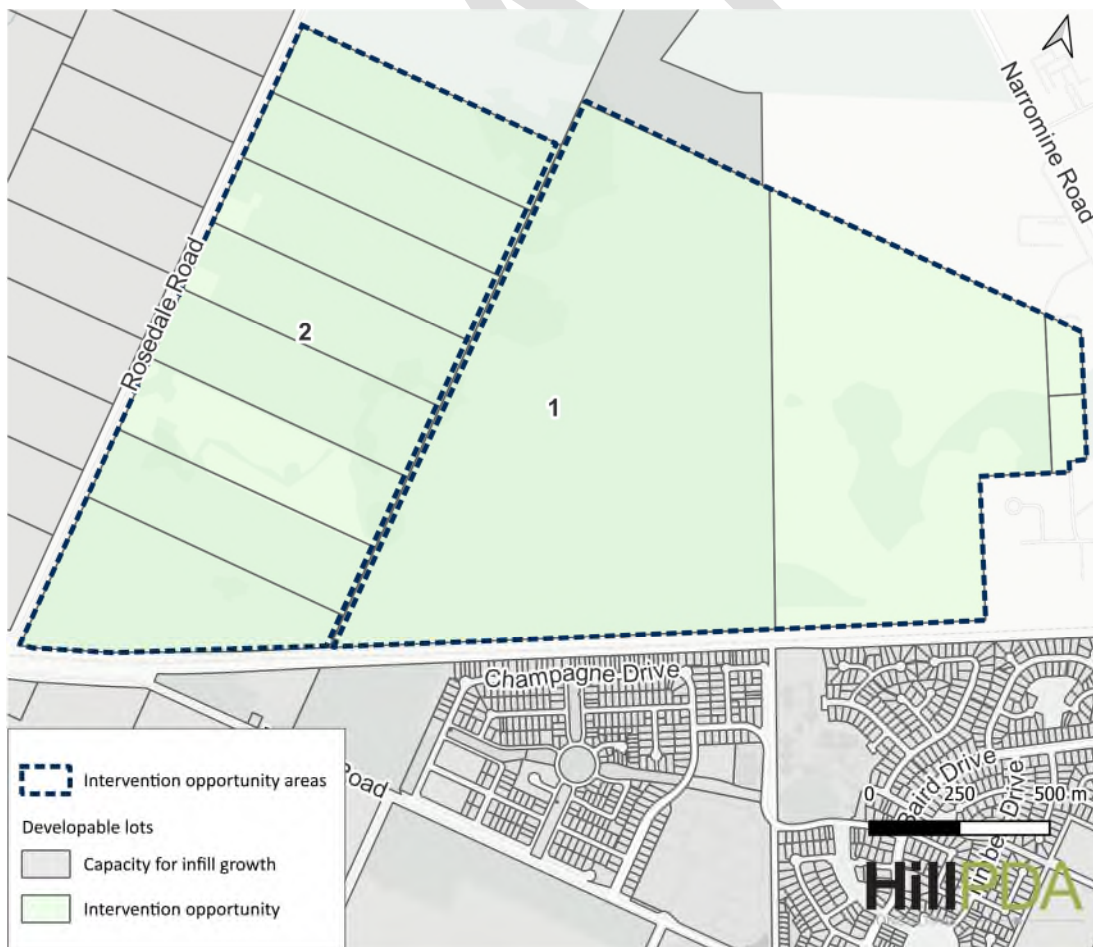 Narromine Road
Rosedale Road
2
1
Champagne Drive
Road
Baird Drive
Drive
0 250 500 m
Intervention opportunity areas
Developable lots
Capacity for infill growth
Intervention opportunity
HillPDA